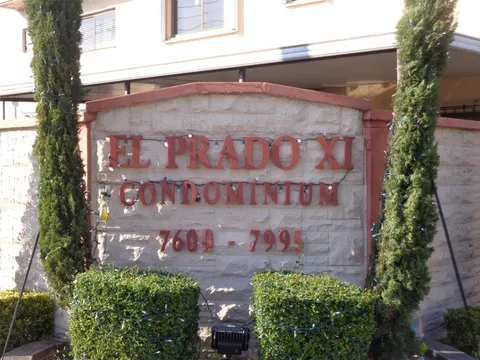 EL PRADO XI
CONDOMINIUM
7600 - 7995